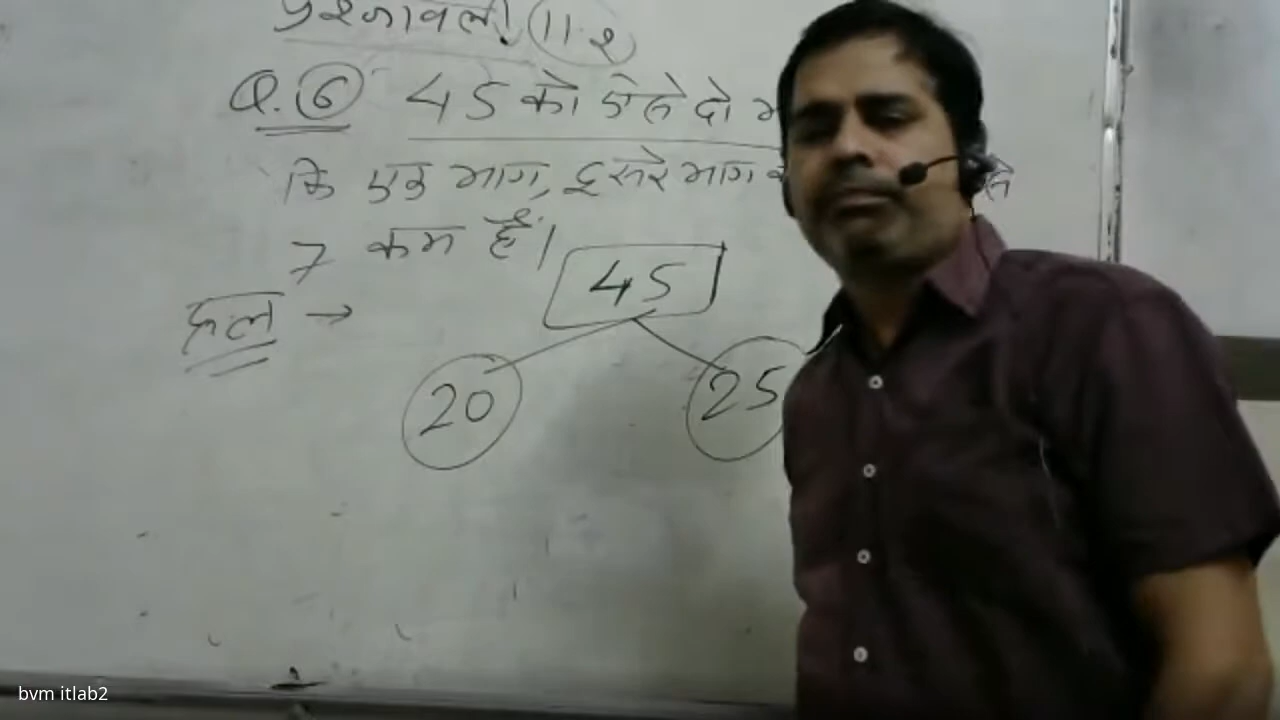 प्रश्नावली 11.2
Q.6 45 को ऐसे दो
कि एक भाग, दूसरे भाग
7 कम है।
45
हल →
20 25
bvm itlab2